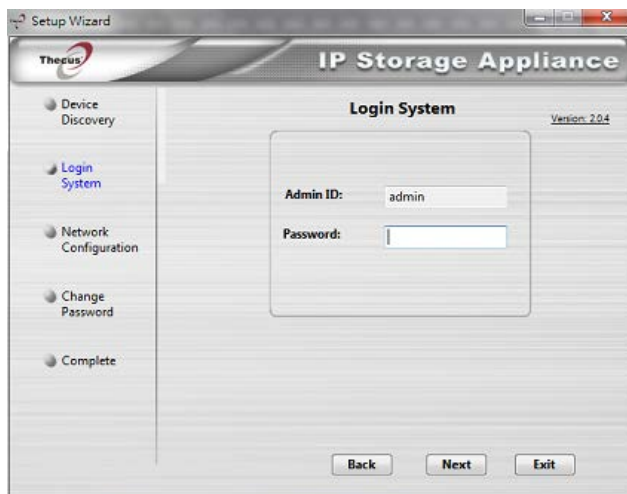 Setup Wizard
Thecus
IP Storage Appliance
Device
Discovery
Login
System
Network
Configuration
Change
Password
Complete
Login System
Version: 2.0.4
Admin ID:
admin
Password:
Back
Next
Exit